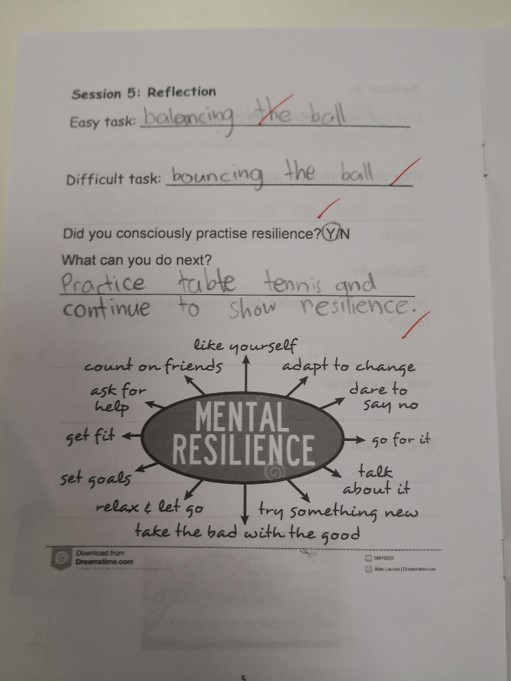 Session 5: Reflection
Easy task: balancing the ball
Difficult task: bouncing the ball
Did you consciously practise resilience? Y/N
What can you do next?
Practice table tennis and
continue to show resilience.
like yourself
count on friends
adapt to change
ask for
help
dare to
say no
MENTAL
RESILIENCE
get fit
go for it
set goals
talk
about it
relax & let go
try something new
take the bad with the good
Download from
Dreamstime.com
5